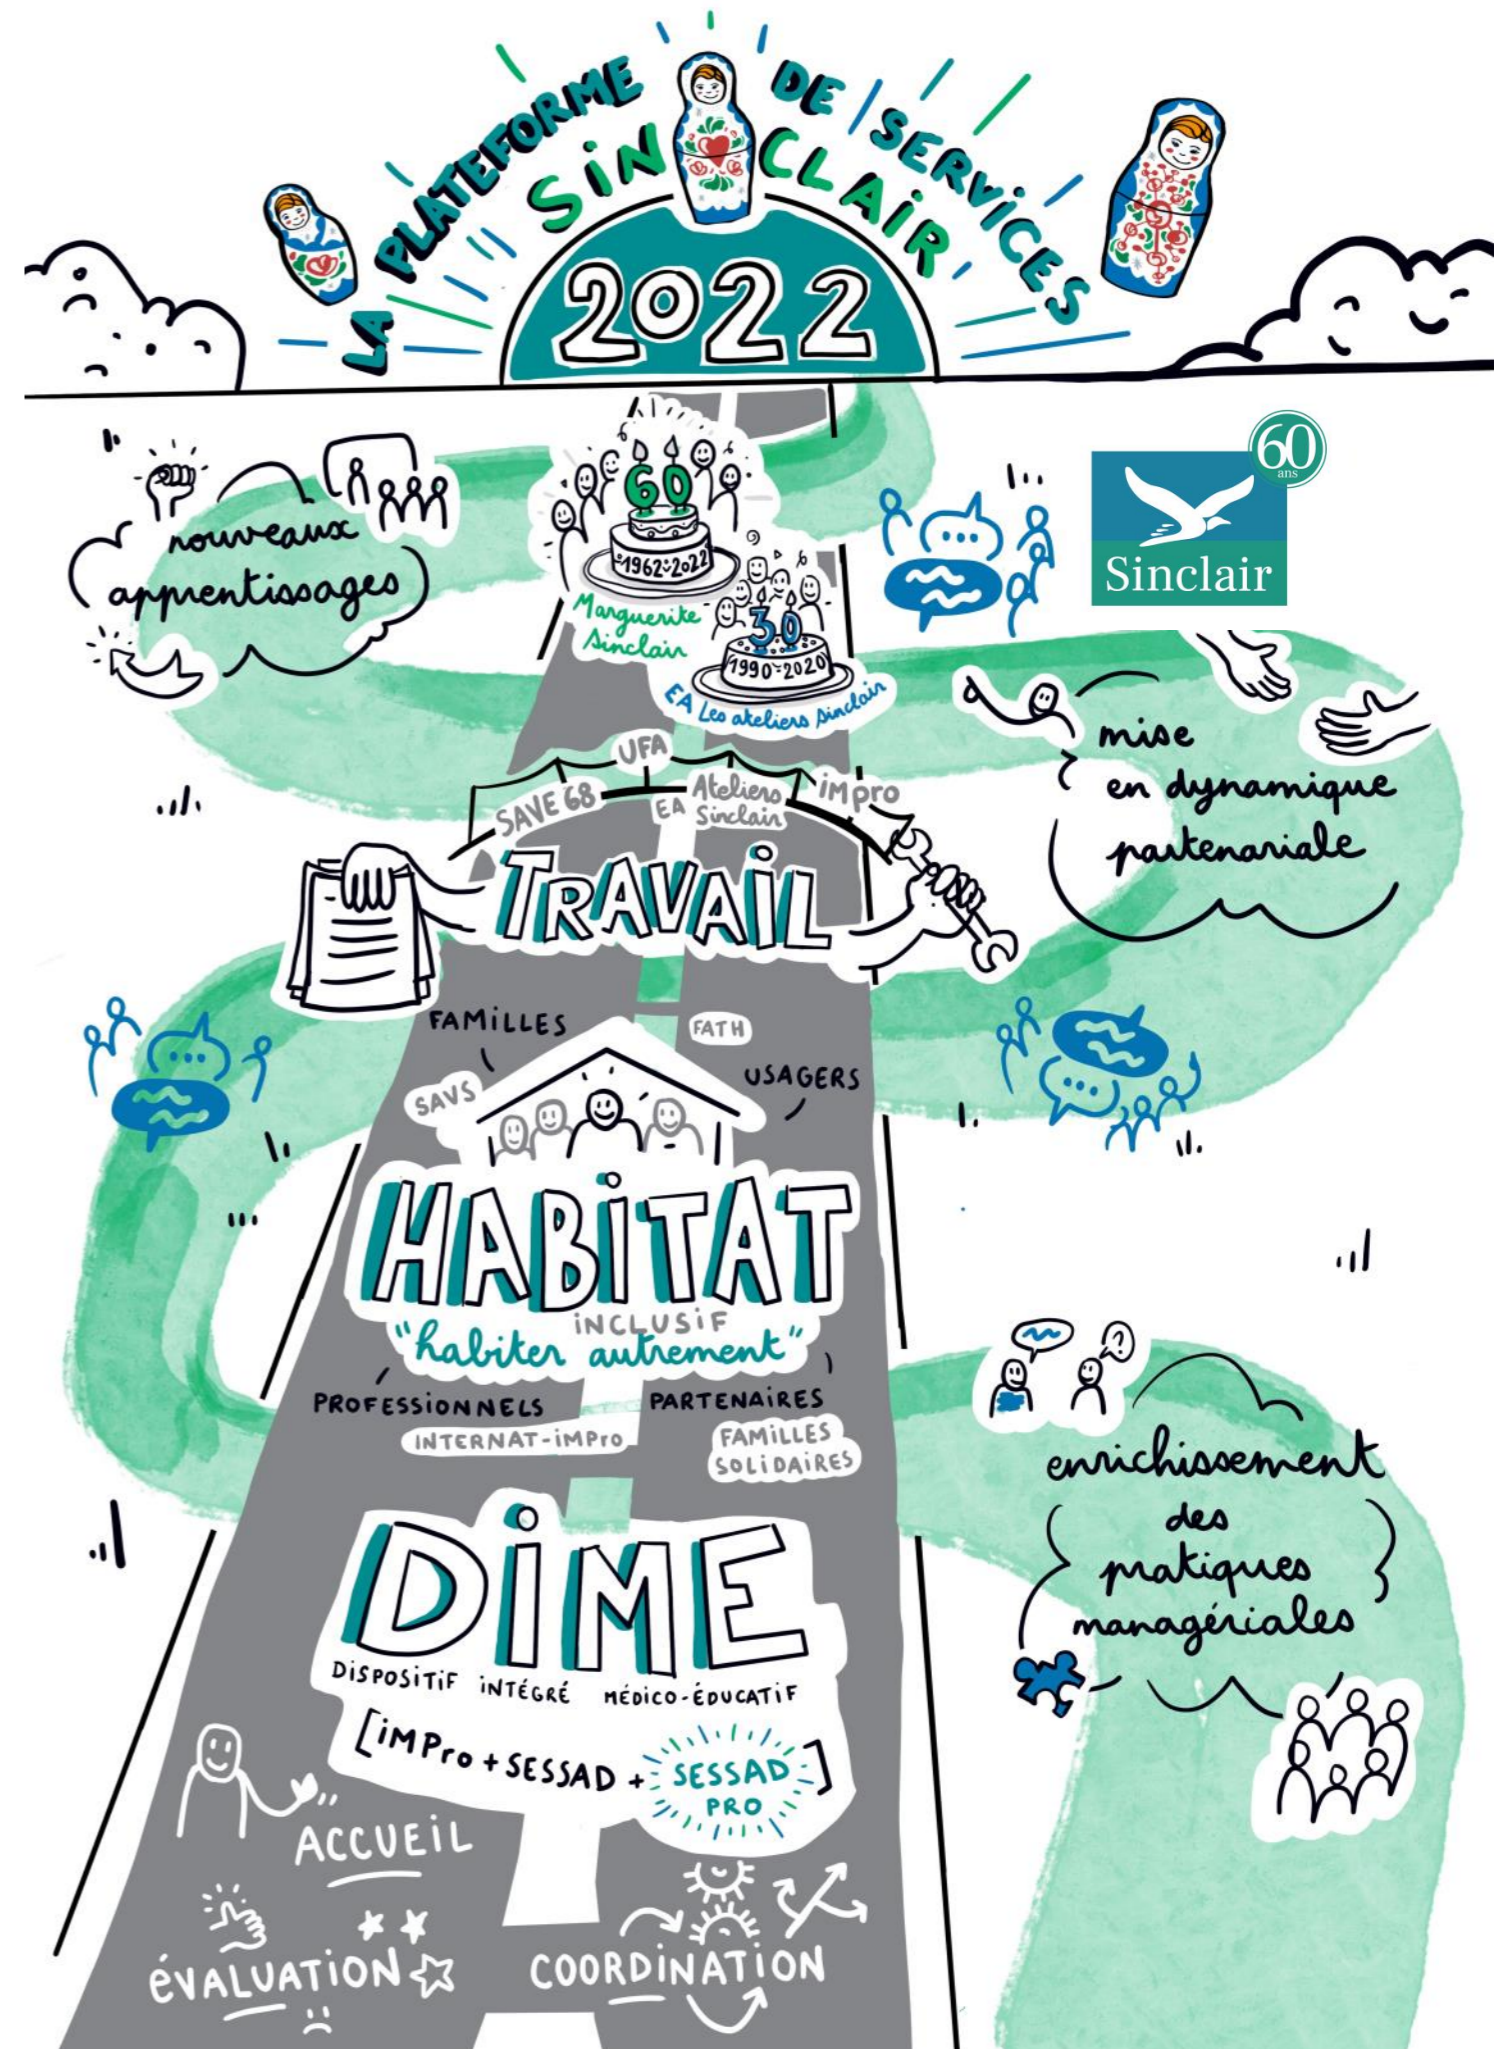 LA PLATEFORME DE SERVICES
SINCLAIR
2022
60
1962-2022
Marguerite
Sinclair
30
1990-2020
EA Les ateliers Sinclair
60
ans
Sinclair
nouveaux
apprentissages
mise
en dynamique
partenariale
UFA
SAVE 68
EA Ateliers
Sinclair
iMpro
TRAVAiL
FAMiLLES
FATH
SAVS
USAGERS
HABiTAT
iNCLUSiF
"habiter autrement"
PROFESSiONNELS
PARTENAiRES
iNTERNAT-iMPro
FAMiLLES
SOLiDAiRES
enrichissement
des
pratiques
managériales
?
DiME
DiSPOSiTiF iNTÉGRÉ MÉDiCO-ÉDUCATiF
[iMPro + SESSAD + SESSAD
PRO]
ACCUEiL
éVALUATiON
COORDiNATiON